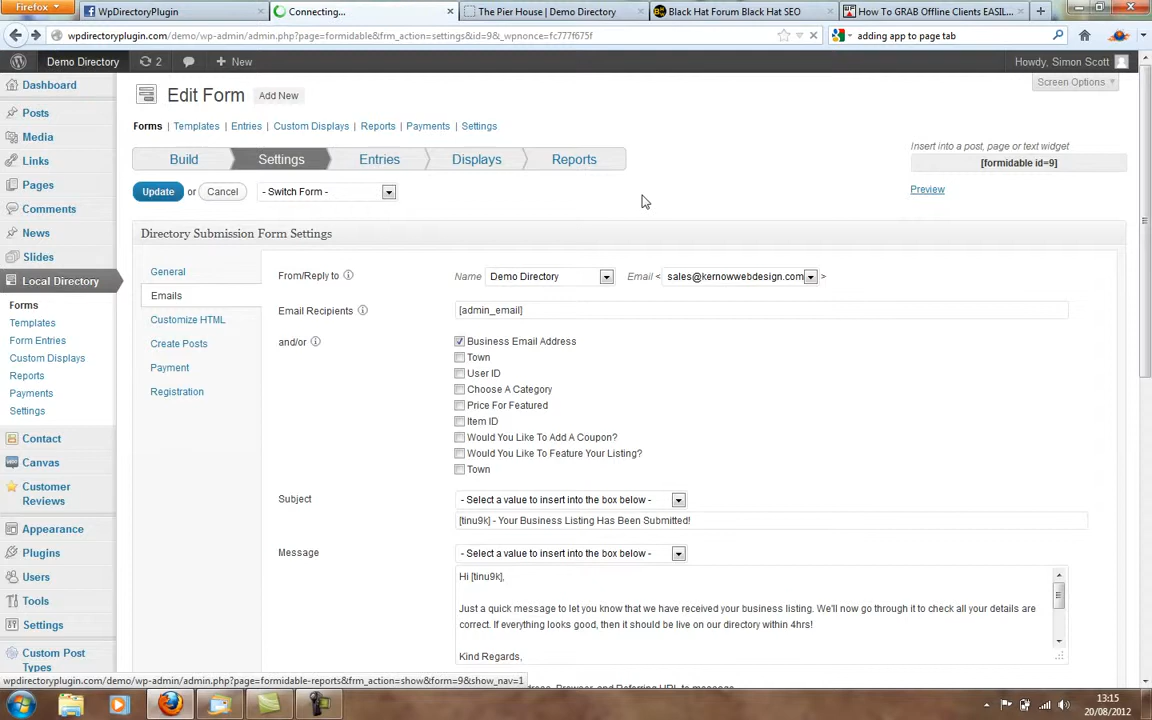 Firefox
WpDirectoryPlugin
Connecting...
The Pier House | Demo Directory
Black Hat Forum Black Hat SEO
How To GRAB Offline Clients EASIL...
wpdirectoryplugin.com/demo/wp-admin/admin.php?page=formidable&frm_action=settings&id=9&_wpnonce=fc777f675f
adding app to page tab
Demo Directory
2
New
Howdy, Simon Scott
Screen Options
Dashboard
Posts
Media
Links
Pages
Comments
News
Slides
Local Directory
Forms
Templates
Form Entries
Custom Displays
Reports
Payments
Settings
Contact
Canvas
Customer
Reviews
Appearance
Plugins
Users
Tools
Settings
Custom Post
Types
Edit Form
Add New
Forms | Templates | Entries | Custom Displays | Reports | Payments | Settings
Build
Settings
Entries
Displays
Reports
Insert into a post, page or text widget
[formidable id=9]
Preview
Update or Cancel
- Switch Form -
Directory Submission Form Settings
General
Emails
Customize HTML
Create Posts
Payment
Registration
From/Reply to
Name Demo Directory
Email < sales@kernowwebdesign.com >
Email Recipients
[admin_email]
and/or
Business Email Address
Town
User ID
Choose A Category
Price For Featured
Item ID
Would You Like To Add A Coupon?
Would You Like To Feature Your Listing?
Town
Subject
- Select a value to insert into the box below -
[tinu9k] - Your Business Listing Has Been Submitted!
Message
- Select a value to insert into the box below -
Hi [tinu9k],
Just a quick message to let you know that we have received your business listing. We'll now go through it to check all your details are
correct. If everything looks good, then it should be live on our directory within 4hrs!
Kind Regards,
Browser, and Referring URL to message
wpdirectoryplugin.com/demo/wp-admin/admin.php?page=formidable-reports&frm_action=show&form=9&show_nav=1
13:15
20/08/2012